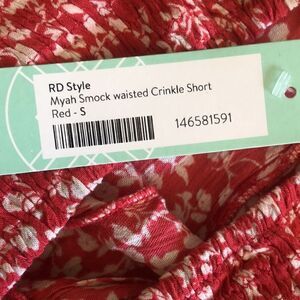 RD Style
Myah Smock waisted Crinkle Short
Red - S
146581591